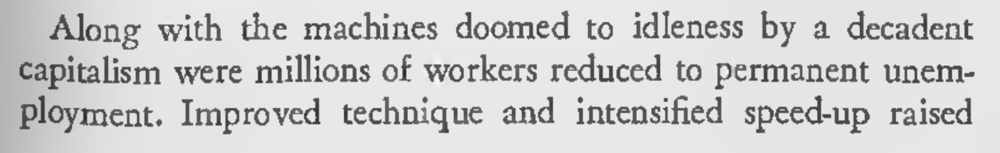 Along with the machines doomed to idleness by a decadent
capitalism were millions of workers reduced to permanent unem-
ployment. Improved technique and intensified speed-up raised